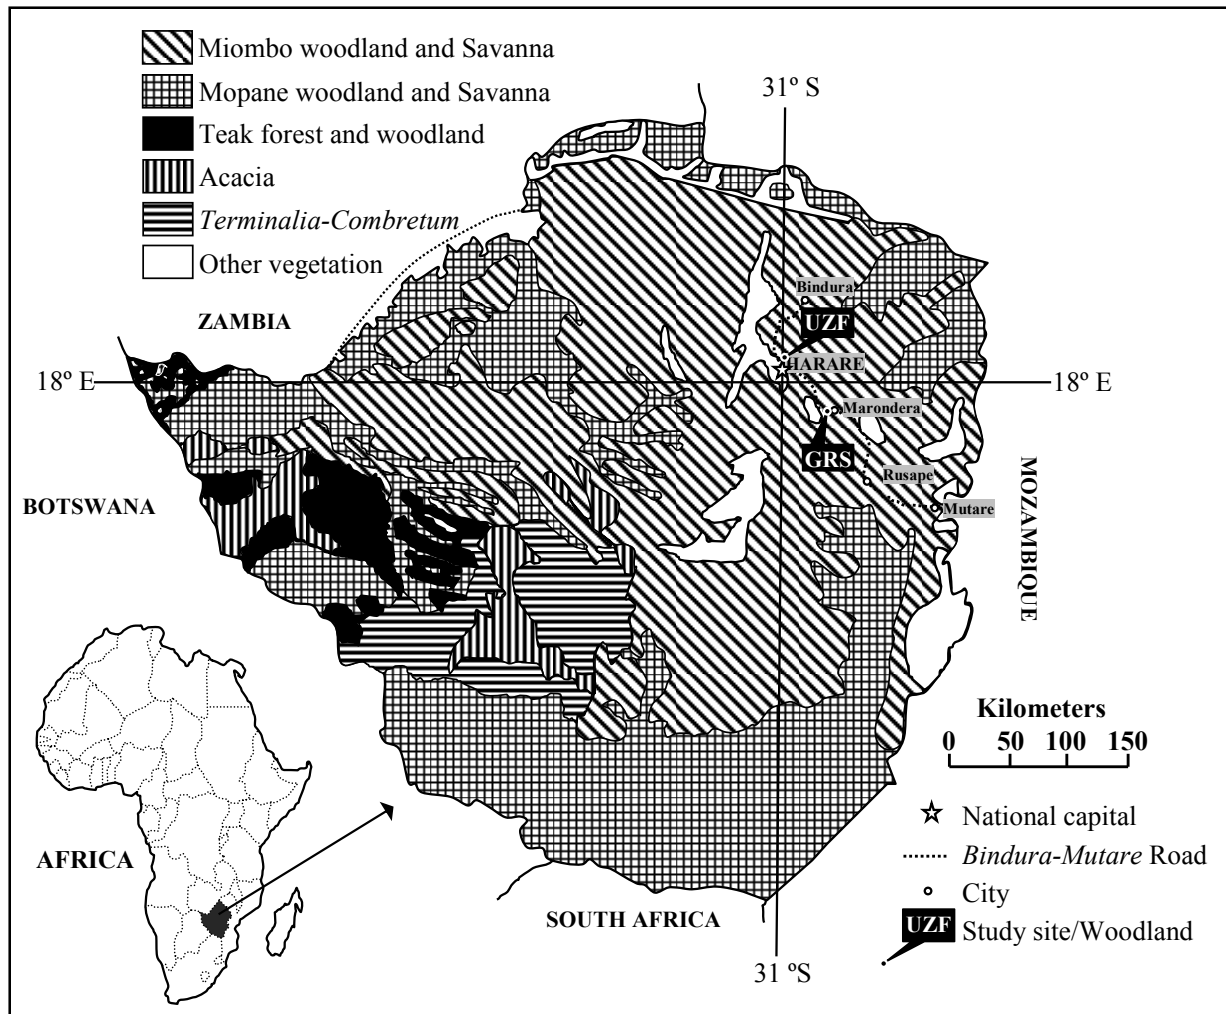 Miombo woodland and Savanna
Mopane woodland and Savanna
Teak forest and woodland
Acacia
Terminalia-Combretum
Other vegetation
31º S
ZAMBIA
Bindura
UZF
HARARE
18º E
18º E
Marondera
GRS
Rusape
Mutare
BOTSWANA
MOZAMBIQUE
AFRICA
SOUTH AFRICA
31 ºS
Kilometers
0 50 100 150
National capital
Bindura-Mutare Road
City
UZF Study site/Woodland